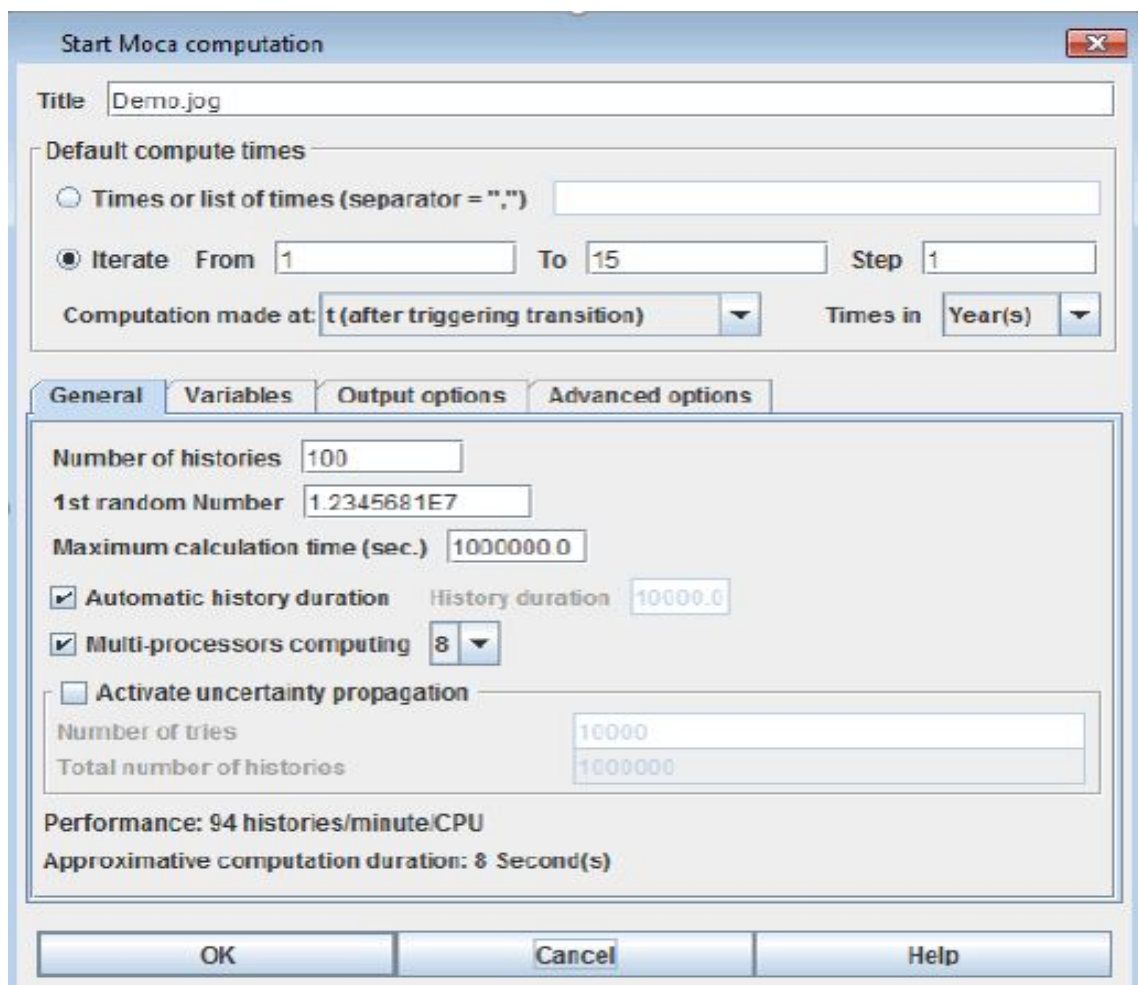 Start Moca computation
Title Demo.jog
Default compute times
Times or list of times (separator = ",")
Iterate From 1 To 15 Step 1
Computation made at: t (after triggering transition) Times in Year(s)
General Variables Output options Advanced options
Number of histories 100
1st random Number 1.2345681E7
Maximum calculation time (sec.) 1000000.0
Automatic history duration History duration 10000.0
Multi-processors computing 8
Activate uncertainty propagation
Number of tries 10000
Total number of histories 1000000
Performance: 94 histories/minute/CPU
Approximative computation duration: 8 Second(s)
OK Cancel Help